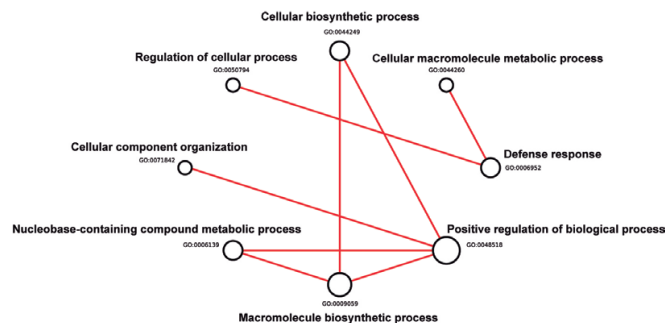 Cellular biosynthetic process
GO:0044249
Regulation of cellular process
GO:0050794
Cellular macromolecule metabolic process
GO:0044260
Cellular component organization
GO:0071842
Defense response
GO:0006952
Nucleobase-containing compound metabolic process
GO:0006139
Positive regulation of biological process
GO:0048518
GO:0009059
Macromolecule biosynthetic process